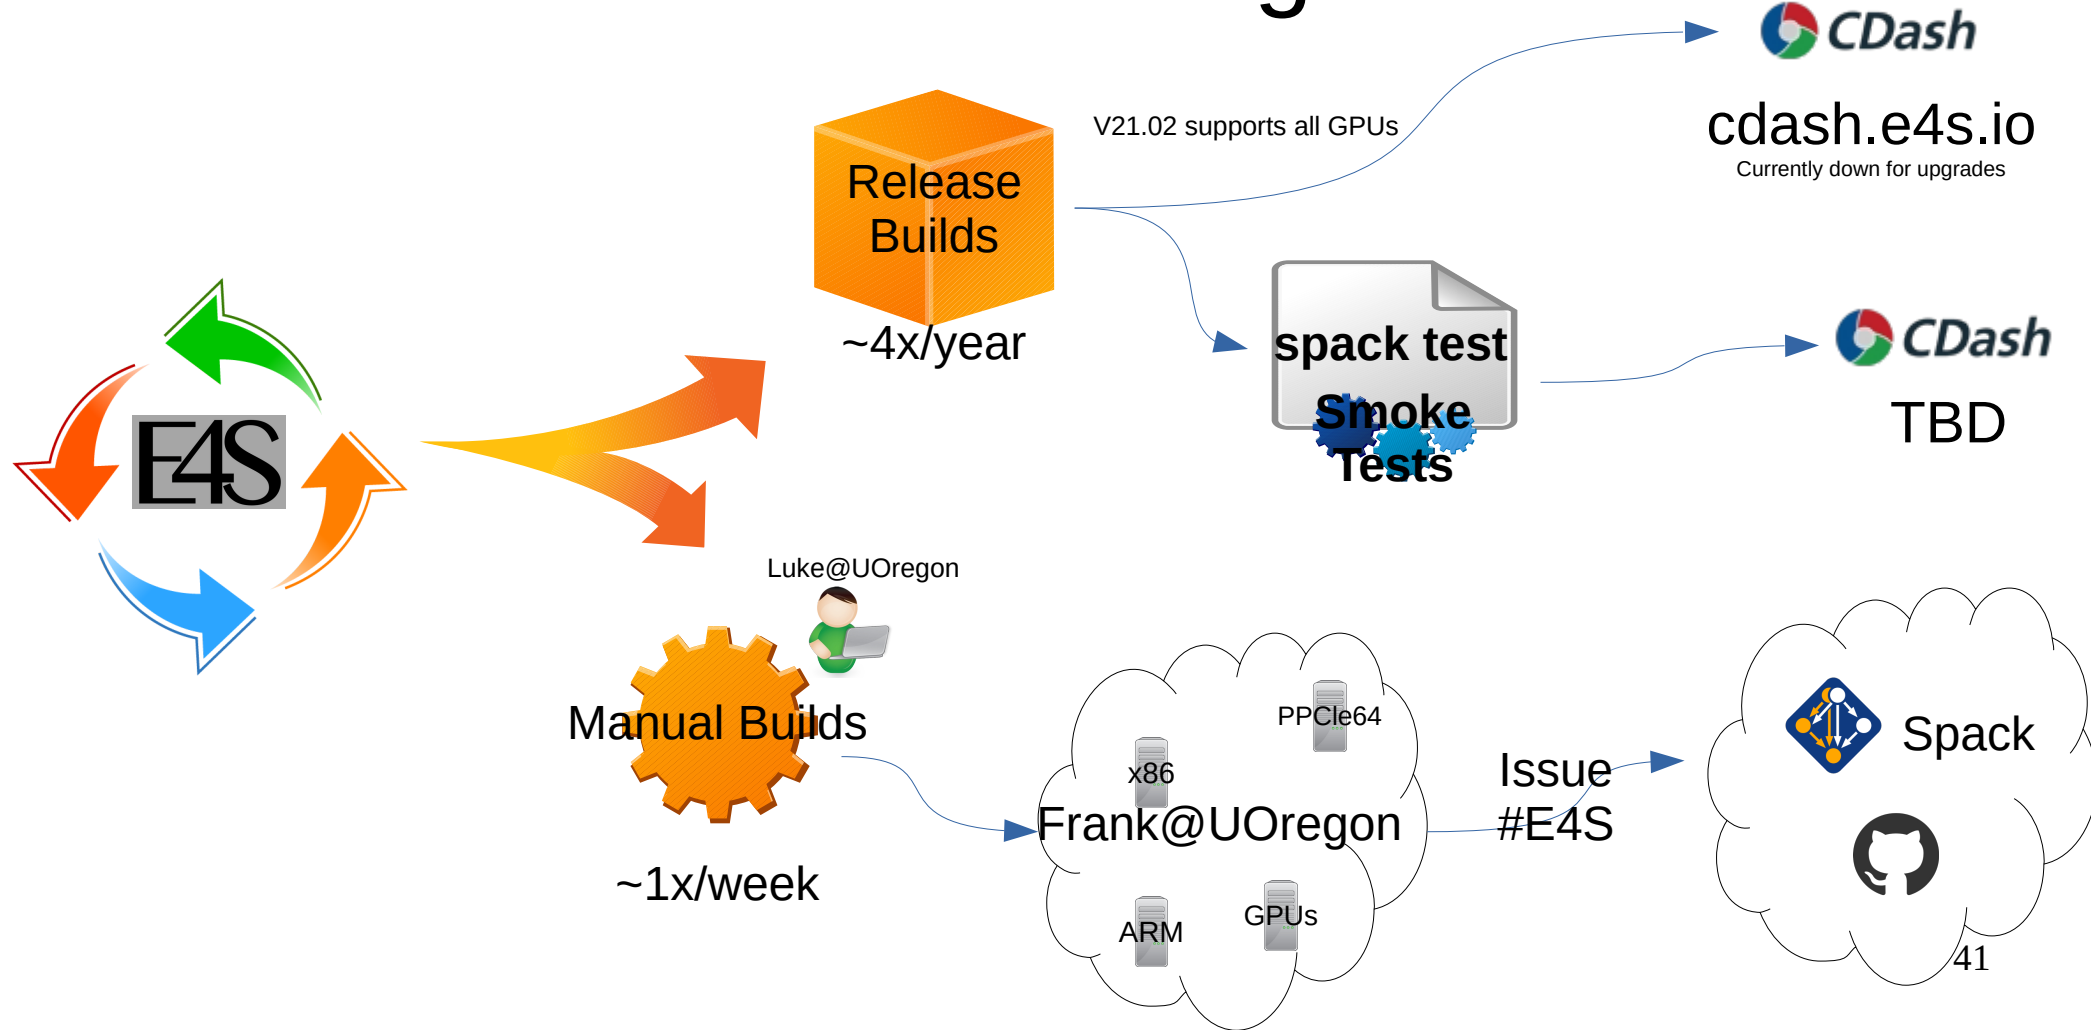 CDash
cdash.e4s.io
Currently down for upgrades
V21.02 supports all GPUs
Release
Builds
~4x/year
spack test
Smoke
Tests
CDash
TBD
E4S
Luke@UOregon
Manual Builds
~1x/week
PPCle64
x86
Frank@UOregon
ARM
GPUs
Issue
#E4S
Spack
41